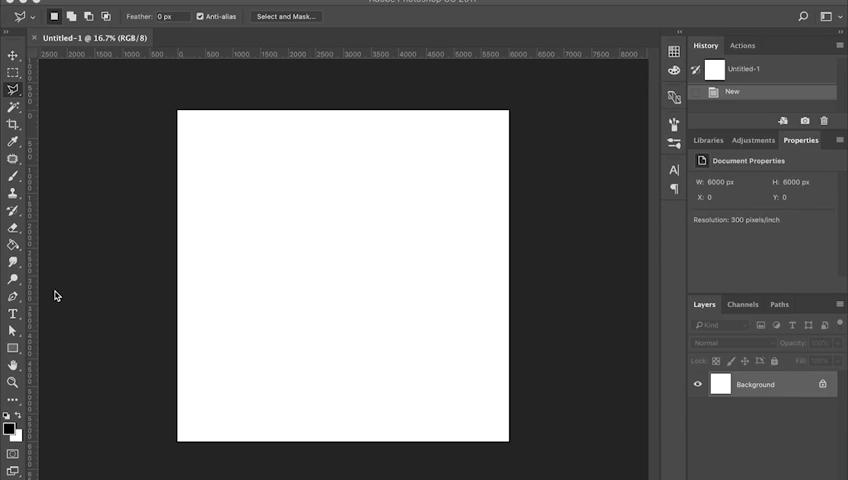 Adobe Photoshop CC 2017
Feather: 0 px Anti-alias Select and Mask...
Untitled-1 @ 16.7% (RGB/8)
2500 2000 1500 1000 500 0 500 1000 1500 2000 2500 3000 3500 4000 4500 5000 5500 6000 6500 7000 7500 8000
History Actions
Untitled-1
New
Libraries Adjustments Properties
Document Properties
W: 6000 px H: 6000 px
X: 0 Y: 0
Resolution: 300 pixels/inch
Layers Channels Paths
Kind
Normal Opacity: 100%
Lock: Fill: 100%
Background